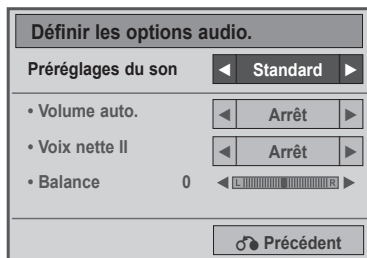 Définir les options audio.
Préréglages du son ◀ Standard ▶
• Volume auto. ◀ Arrêt ▶
• Voix nette II ◀ Arrêt ▶
• Balance 0 ◀ L R ▶
Précédent